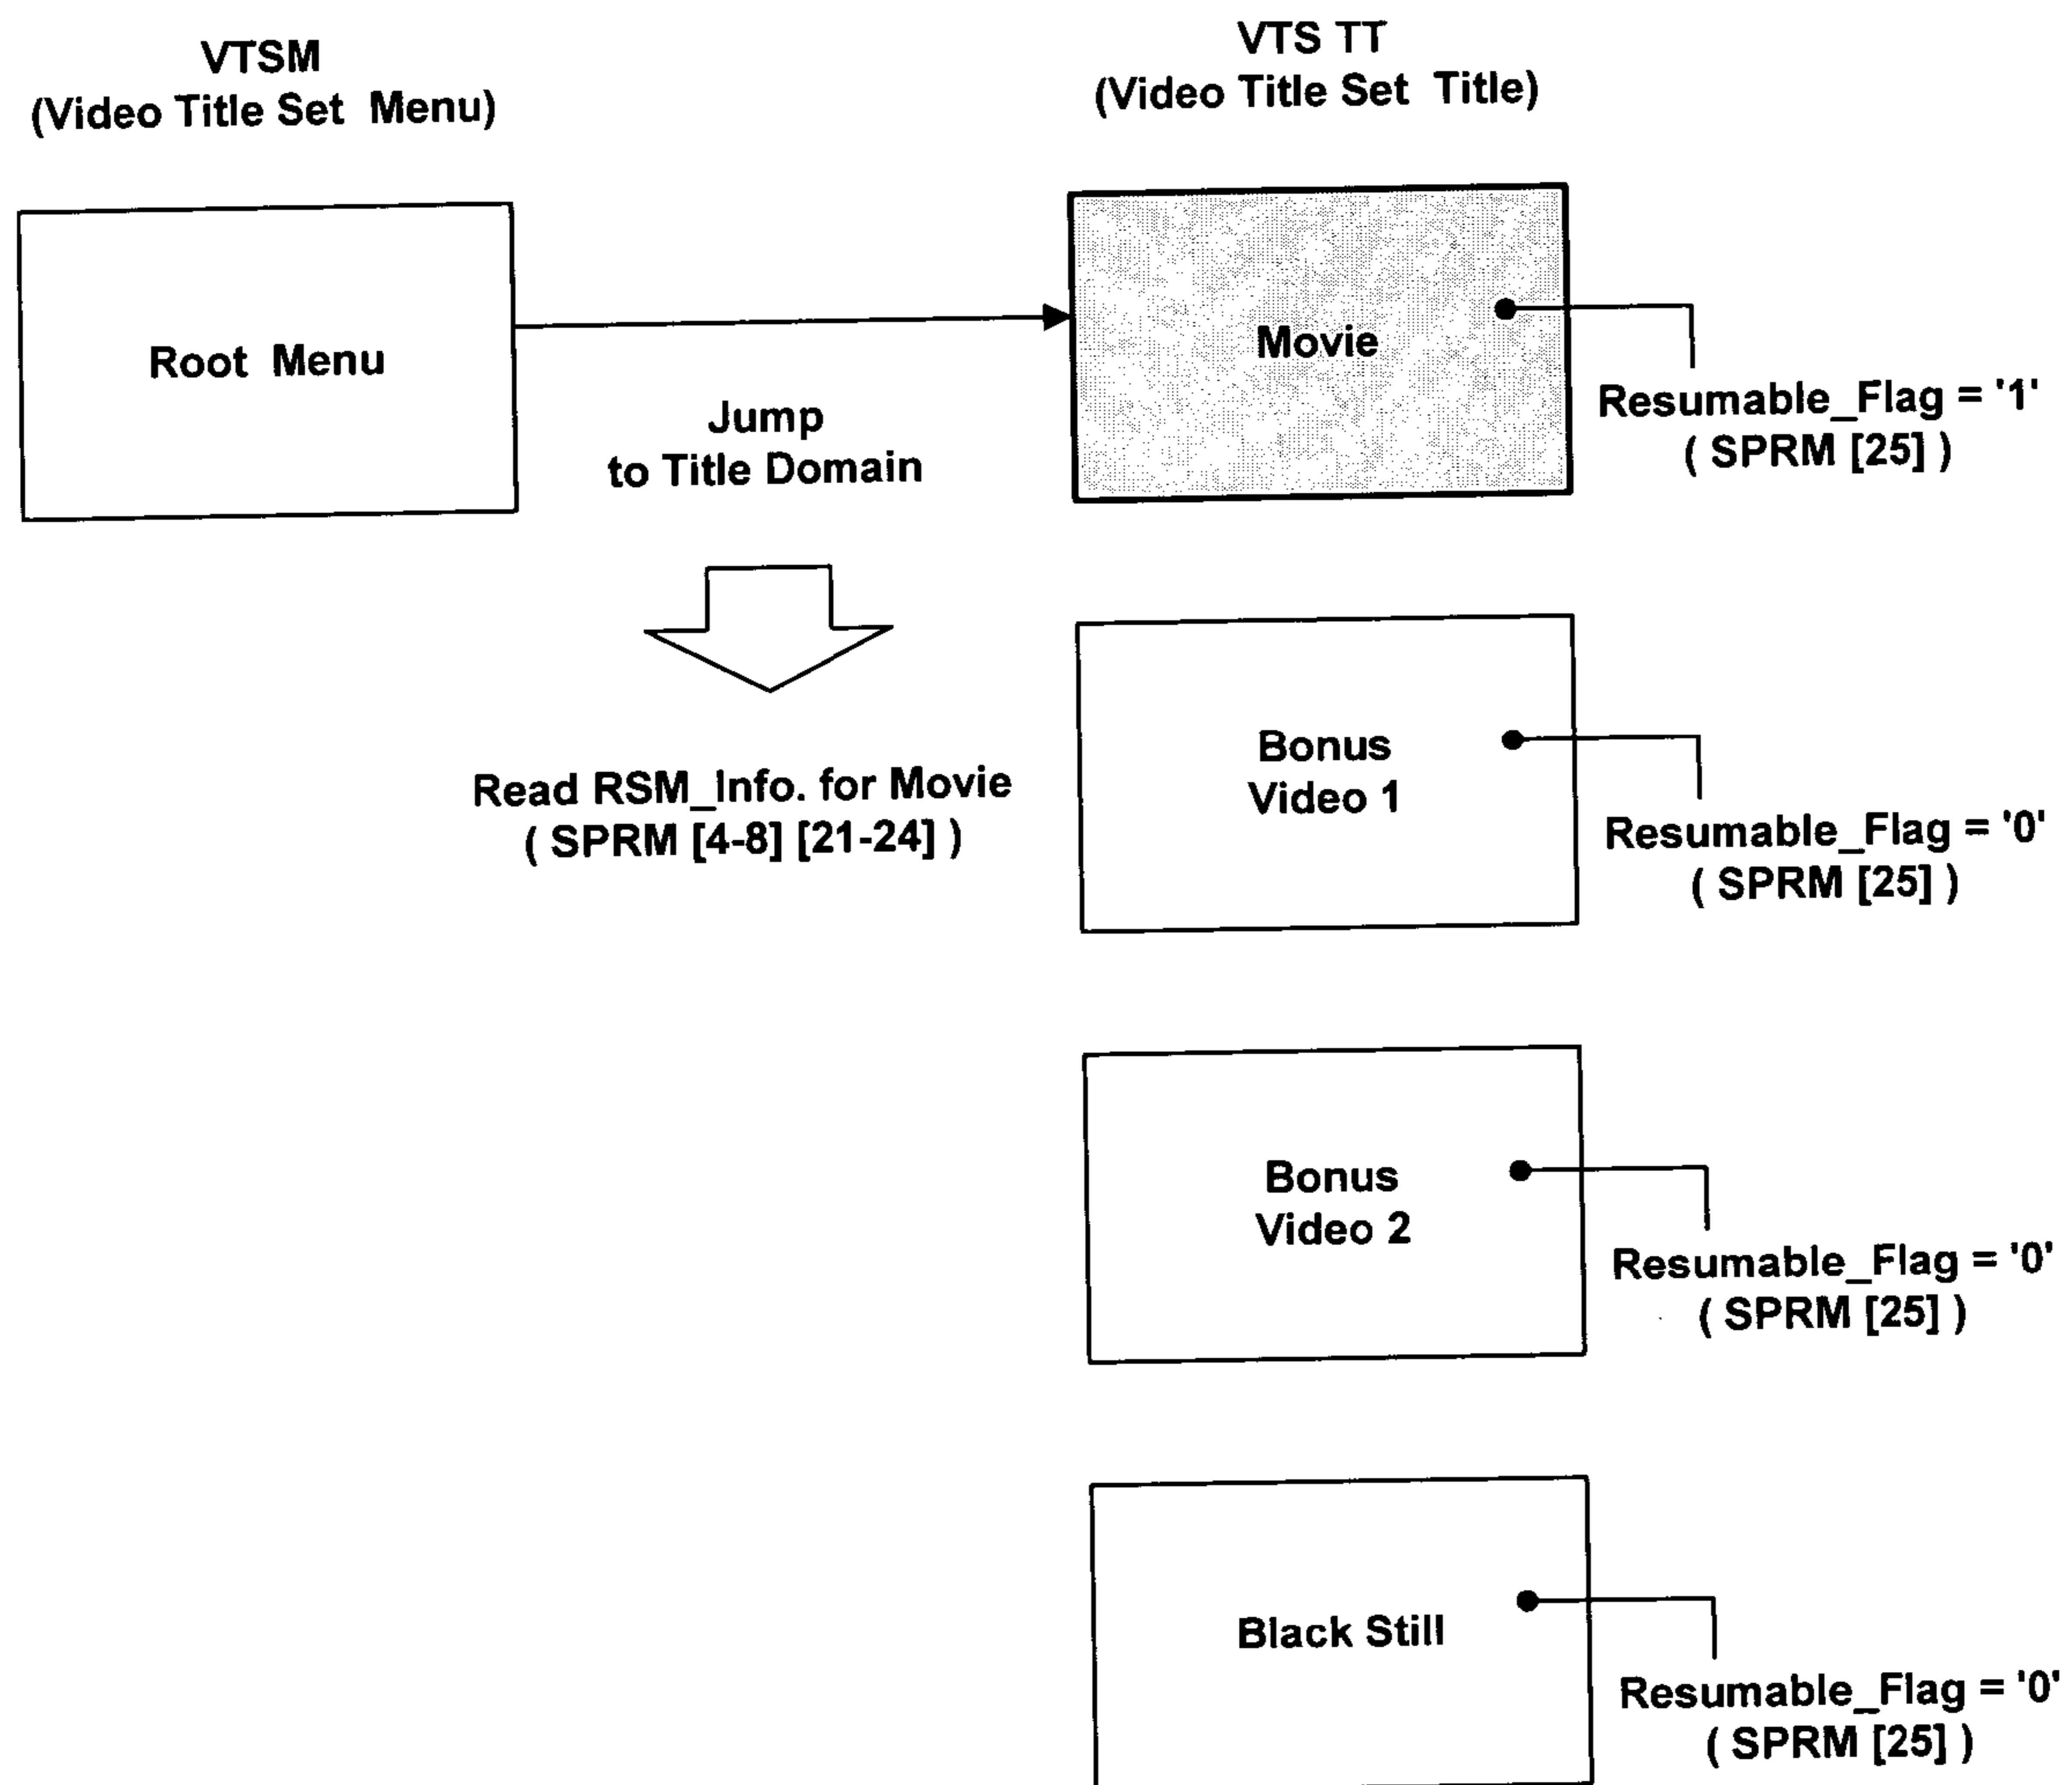 VTSM
(Video Title Set Menu)
VTS TT
(Video Title Set Title)
Root Menu
Jump
to Title Domain
Movie
Resumable_Flag = '1'
( SPRM [25] )
Read RSM_Info. for Movie
( SPRM [4-8] [21-24] )
Bonus
Video 1
Resumable_Flag = '0'
( SPRM [25] )
Bonus
Video 2
Resumable_Flag = '0'
( SPRM [25] )
Black Still
Resumable_Flag = '0'
( SPRM [25] )